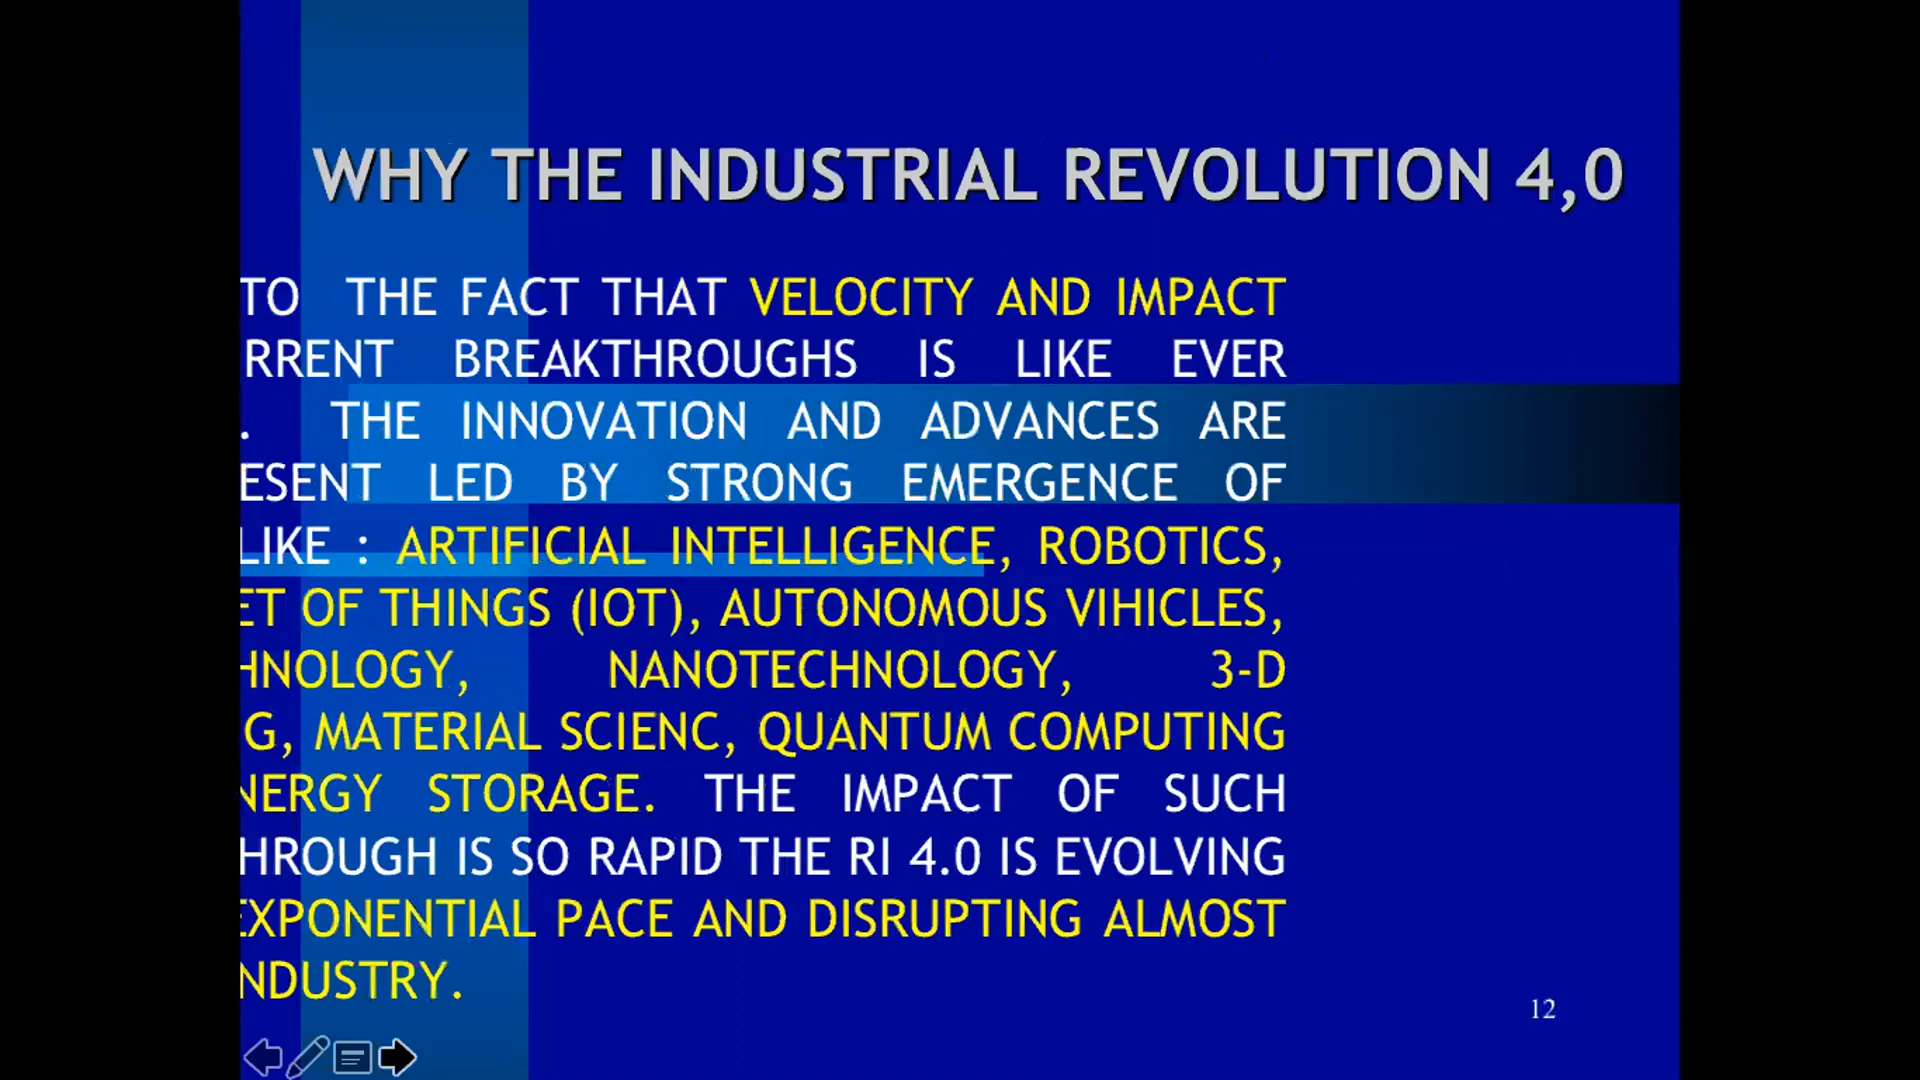 WHY THE INDUSTRIAL REVOLUTION 4,0
TO THE FACT THAT VELOCITY AND IMPACT
RRENT BREAKTHROUGHS IS LIKE EVER
. THE INNOVATION AND ADVANCES ARE
ESENT LED BY STRONG EMERGENCE OF
LIKE : ARTIFICIAL INTELLIGENCE, ROBOTICS,
ET OF THINGS (IOT), AUTONOMOUS VIHICLES,
HNOLOGY, NANOTECHNOLOGY, 3-D
G, MATERIAL SCIENC, QUANTUM COMPUTING
NERGY STORAGE. THE IMPACT OF SUCH
HROUGH IS SO RAPID THE RI 4.0 IS EVOLVING
EXPONENTIAL PACE AND DISRUPTING ALMOST
NDUSTRY.
12